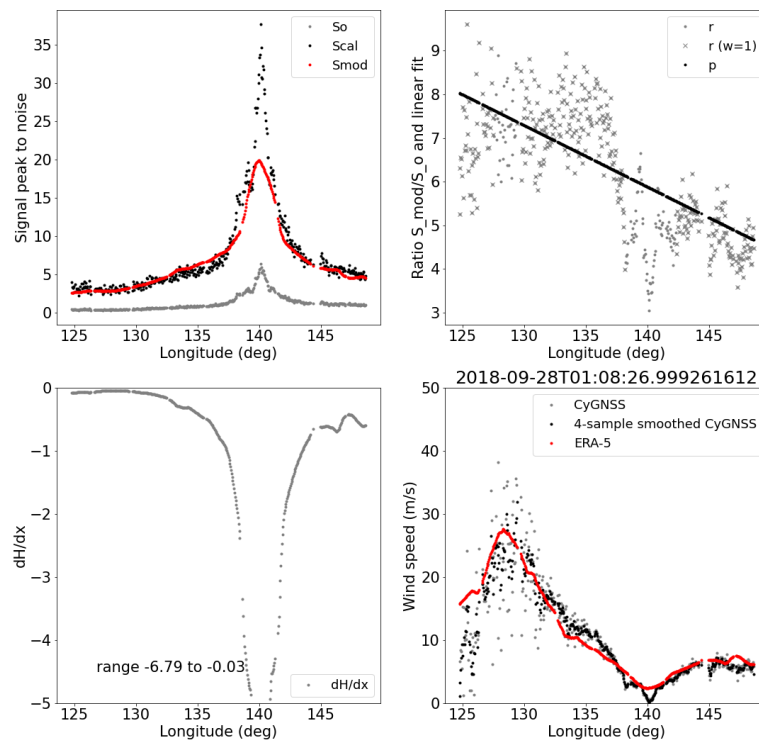 35
30
25
20
15
10
5
0
Signal peak to noise
So
Scal
Smod
125 130 135 140 145
Longitude (deg)
9
8
7
6
5
4
3
Ratio S_mod/S_o and linear fit
r
r (w=1)
p
125 130 135 140 145
Longitude (deg)
0
−1
−2
−3
−4
−5
dH/dx
range -6.79 to -0.03
dH/dx
125 130 135 140 145
Longitude (deg)
2018-09-28T01:08:26.999261612
50
40
30
20
10
0
Wind speed (m/s)
CyGNSS
4-sample smoothed CyGNSS
ERA-5
125 130 135 140 145
Longitude (deg)